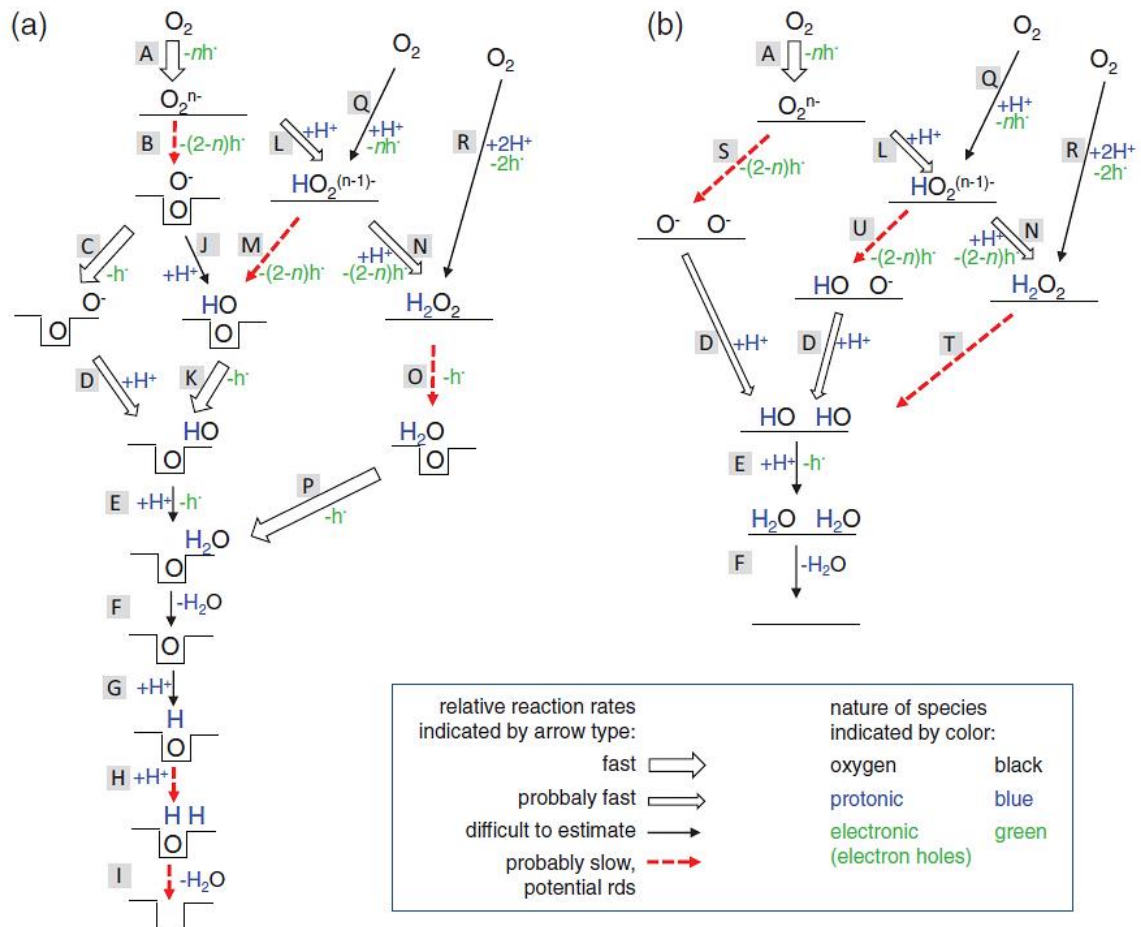 (a)
O₂
A -nh·
O₂ⁿ⁻
B -(2-n)h·
O⁻
O
C -h·
J +H⁺
L +H⁺
O₂
Q +H⁺ -nh·
O₂
R +2H⁺ -2h·
HO₂⁽ⁿ⁻¹⁾⁻
M -(2-n)h·
N +H⁺ -(2-n)h·
O⁻
O
HO
O
H₂O₂
D +H⁺
K -h·
O -h·
HO
O
H₂O
O
P -h·
E +H⁺ -h·
H₂O
O
F -H₂O
O
G +H⁺
H
O
H +H⁺
H H
O
I -H₂O
(b)
O₂
A -nh·
O₂ⁿ⁻
S -(2-n)h·
L +H⁺
O₂
Q +H⁺ -nh·
O₂
R +2H⁺ -2h·
HO₂⁽ⁿ⁻¹⁾⁻
O⁻ O⁻
U -(2-n)h·
N +H⁺ -(2-n)h·
HO O⁻
H₂O₂
D +H⁺
D +H⁺
T
HO HO
E +H⁺ -h·
H₂O H₂O
F -H₂O
relative reaction rates
indicated by arrow type:
fast
probbaly fast
difficult to estimate
probably slow,
potential rds
nature of species
indicated by color:
oxygen black
protonic blue
electronic green
(electron holes)